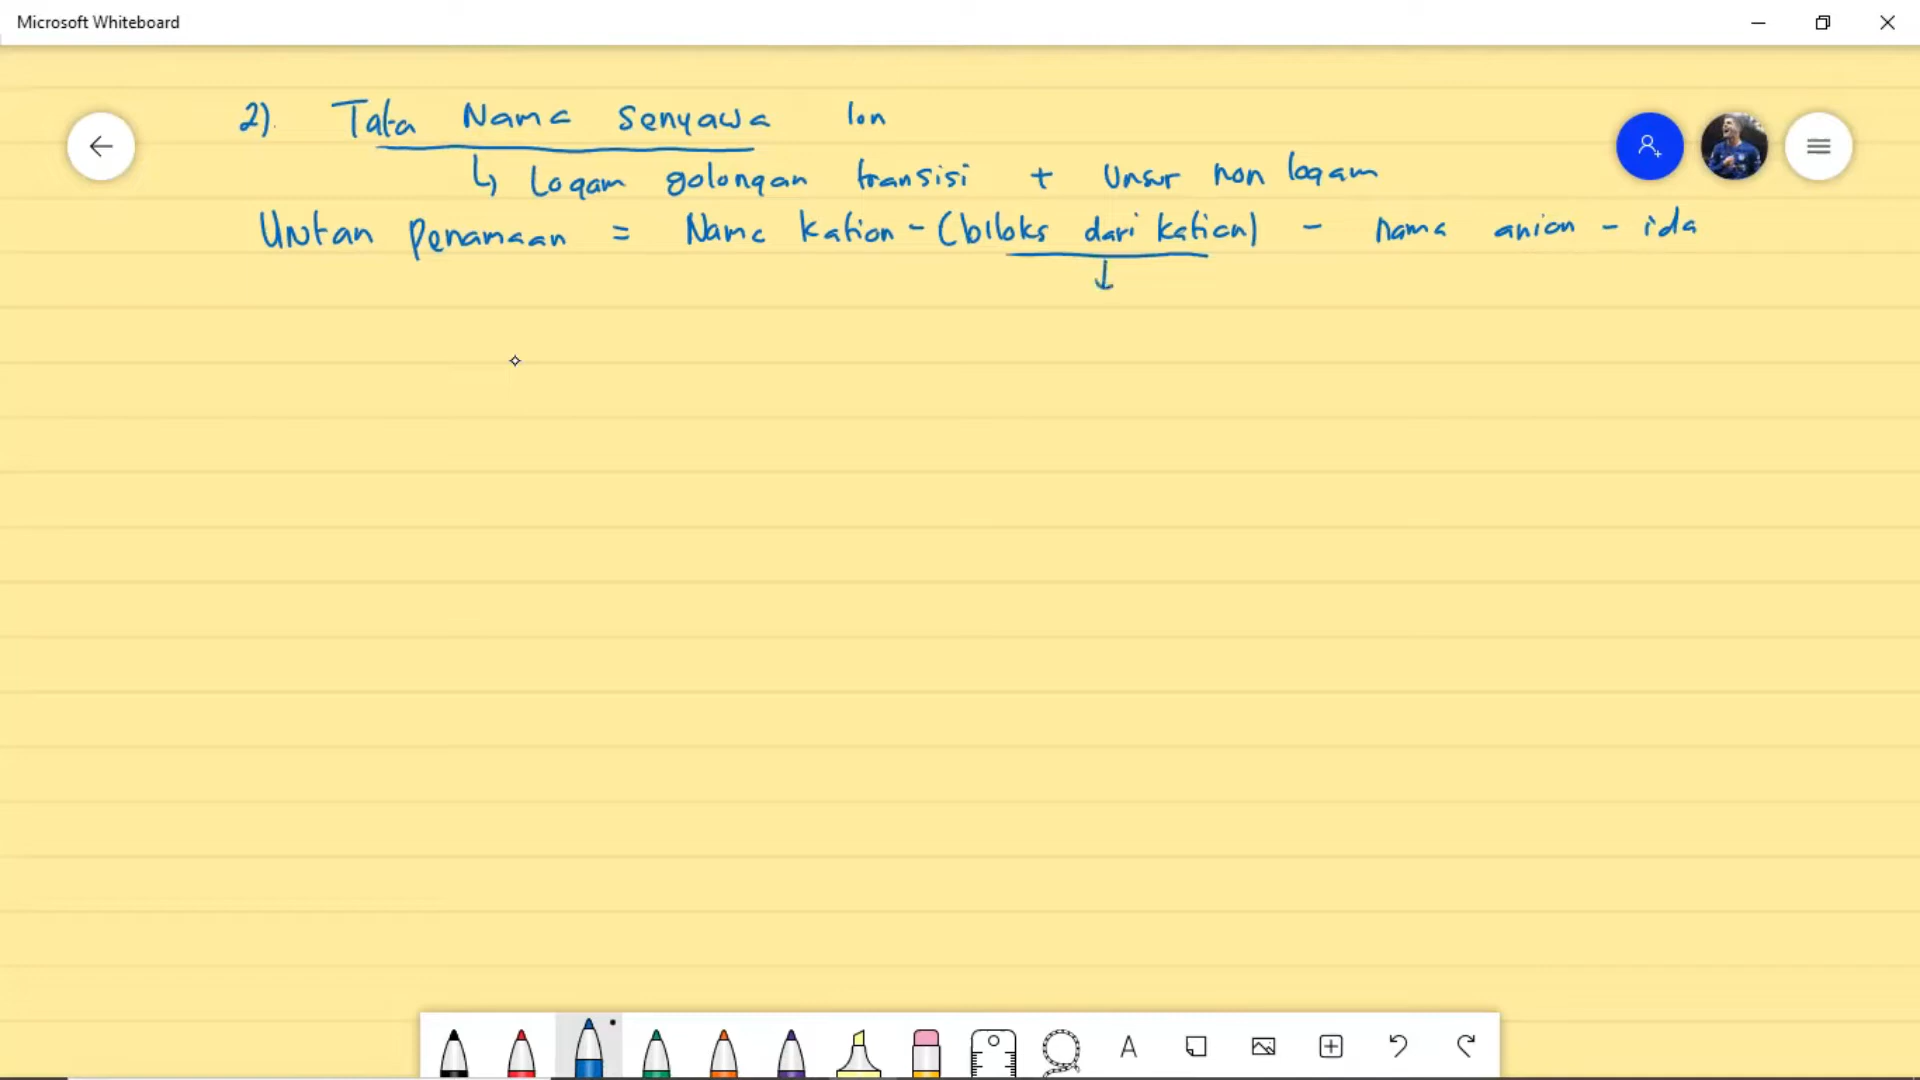 Microsoft Whiteboard
2). Tata Nama Senyawa Ion
↳ Logam golongan transisi + Unsur non logam
Urutan penamaan = Nama kation - (biloks dari kation) - nama anion - ida
↓
A